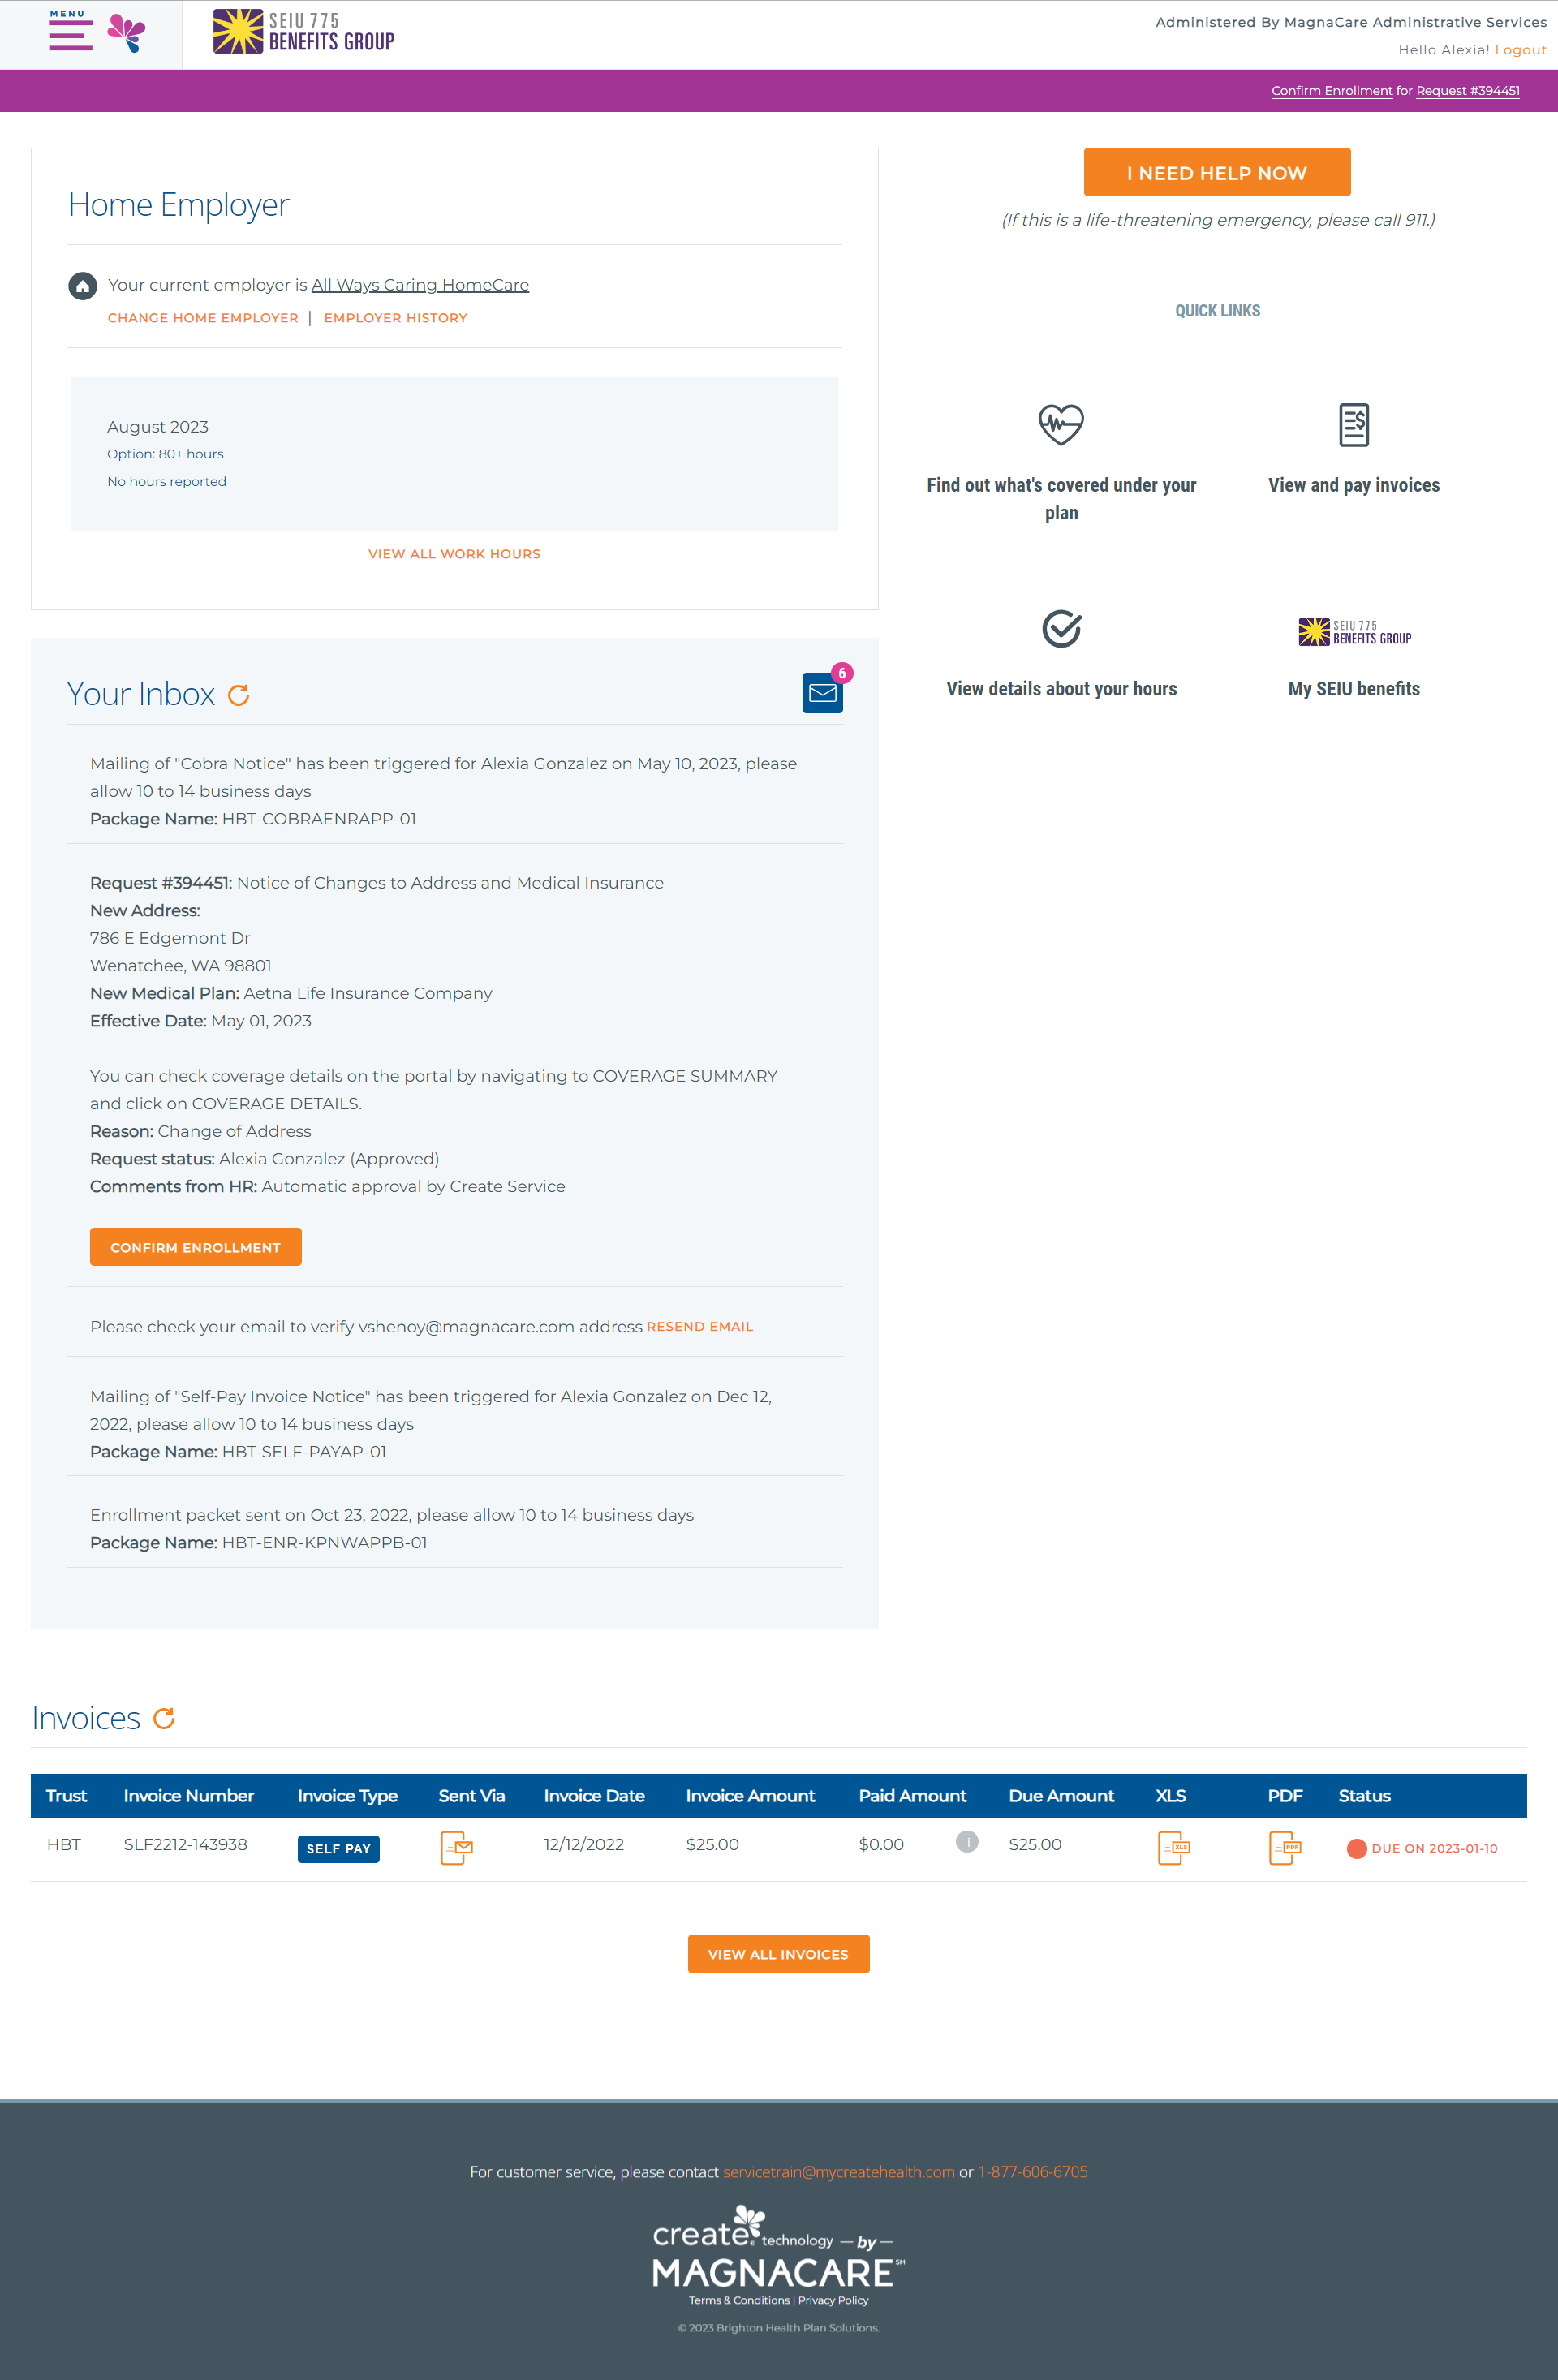 MENU
SEIU 775
BENEFITS GROUP
Administered By MagnaCare Administrative Services
Hello Alexia! Logout
Confirm Enrollment for Request #394451
Home Employer
Your current employer is All Ways Caring HomeCare
CHANGE HOME EMPLOYER | EMPLOYER HISTORY
August 2023
Option: 80+ hours
No hours reported
VIEW ALL WORK HOURS
I NEED HELP NOW
(If this is a life-threatening emergency, please call 911.)
QUICK LINKS
Find out what's covered under your
plan
View and pay invoices
View details about your hours
SEIU 775
BENEFITS GROUP
My SEIU benefits
Your Inbox
6
Mailing of "Cobra Notice" has been triggered for Alexia Gonzalez on May 10, 2023, please
allow 10 to 14 business days
Package Name: HBT-COBRAENRAPP-01
Request #394451: Notice of Changes to Address and Medical Insurance
New Address:
786 E Edgemont Dr
Wenatchee, WA 98801
New Medical Plan: Aetna Life Insurance Company
Effective Date: May 01, 2023
You can check coverage details on the portal by navigating to COVERAGE SUMMARY
and click on COVERAGE DETAILS.
Reason: Change of Address
Request status: Alexia Gonzalez (Approved)
Comments from HR: Automatic approval by Create Service
CONFIRM ENROLLMENT
Please check your email to verify vshenoy@magnacare.com address RESEND EMAIL
Mailing of "Self-Pay Invoice Notice" has been triggered for Alexia Gonzalez on Dec 12,
2022, please allow 10 to 14 business days
Package Name: HBT-SELF-PAYAP-01
Enrollment packet sent on Oct 23, 2022, please allow 10 to 14 business days
Package Name: HBT-ENR-KPNWAPPB-01
Invoices
Trust Invoice Number Invoice Type Sent Via Invoice Date Invoice Amount Paid Amount Due Amount XLS PDF Status
HBT SLF2212-143938 SELF PAY 12/12/2022 $25.00 $0.00 i $25.00 XLS PDF DUE ON 2023-01-10
VIEW ALL INVOICES
For customer service, please contact servicetrain@mycreatehealth.com or 1-877-606-6705
create® technology — by —
MAGNACARE℠
Terms & Conditions | Privacy Policy
© 2023 Brighton Health Plan Solutions.